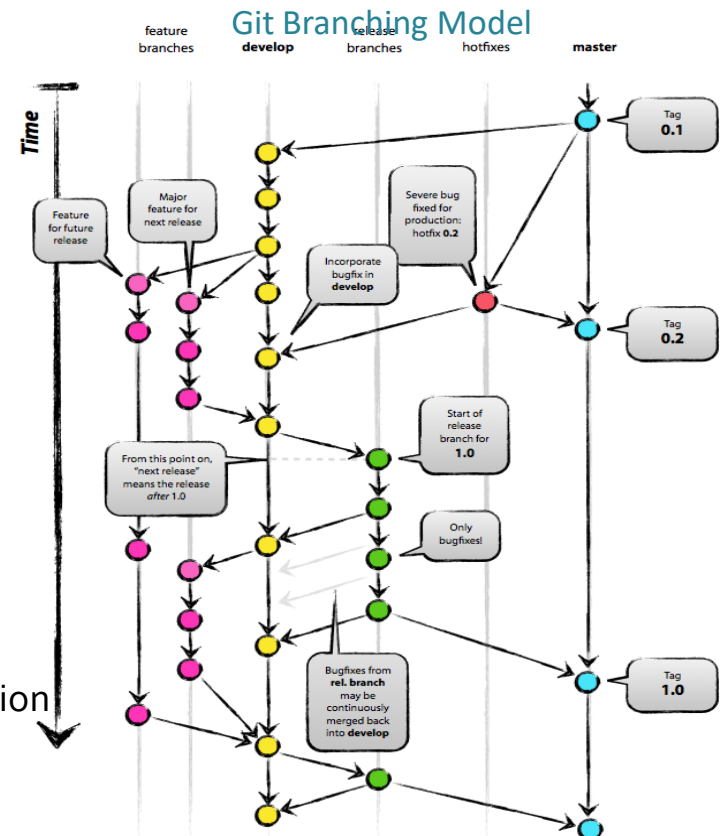 Git Branching Model
feature
branches
develop
release
branches
hotfixes
master
Time
Tag
0.1
Feature
for future
release
Major
feature for
next release
Severe bug
fixed for
production:
hotfix 0.2
Incorporate
bugfix in
develop
Tag
0.2
Start of
release
branch for
1.0
From this point on,
"next release"
means the release
after 1.0
Only
bugfixes!
Bugfixes from
rel. branch
may be
continuously
merged back
into develop
Tag
1.0
ion